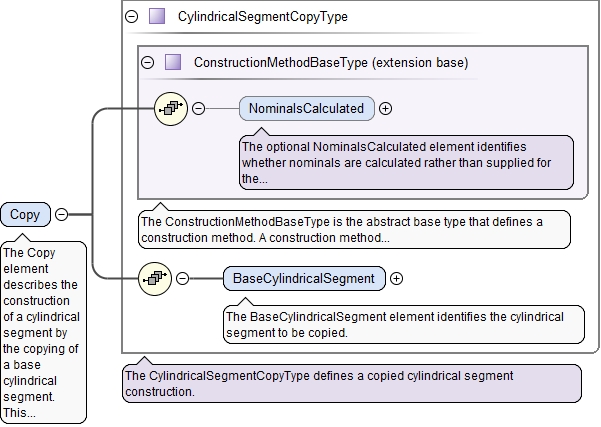 CylindricalSegmentCopyType
ConstructionMethodBaseType (extension base)
NominalsCalculated
The optional NominalsCalculated element identifies
whether nominals are calculated rather than supplied for
the...
Copy
The ConstructionMethodBaseType is the abstract base type that defines a
construction method. A construction method...
The Copy
element
describes the
construction
of a cylindrical
segment by
the copying of
a base
cylindrical
segment.
This...
BaseCylindricalSegment
The BaseCylindricalSegment element identifies the cylindrical
segment to be copied.
The CylindricalSegmentCopyType defines a copied cylindrical segment
construction.